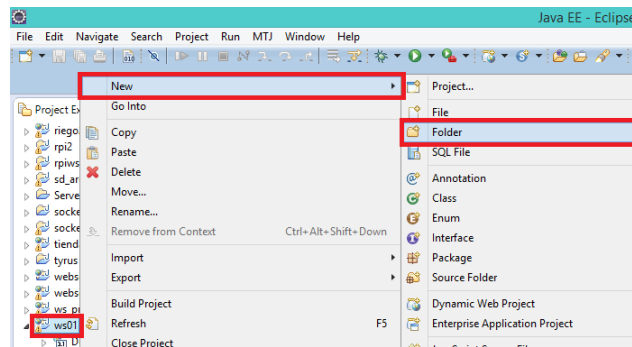 Java EE - Eclipse
File Edit Navigate Search Project Run MTJ Window Help
New
Project...
Go Into
File
Project Ex
Folder
riego
Copy
SQL File
rpi2
Paste
rpiws
Delete
Annotation
sd_ar
Move...
Class
Serve
Rename...
Enum
socke
Remove from Context Ctrl+Alt+Shift+Down
Interface
socke
Package
tiend
Import
Source Folder
tyrus
Export
webs
Dynamic Web Project
webs
Build Project
Enterprise Application Project
ws pr
Refresh F5
ws01
Close Project